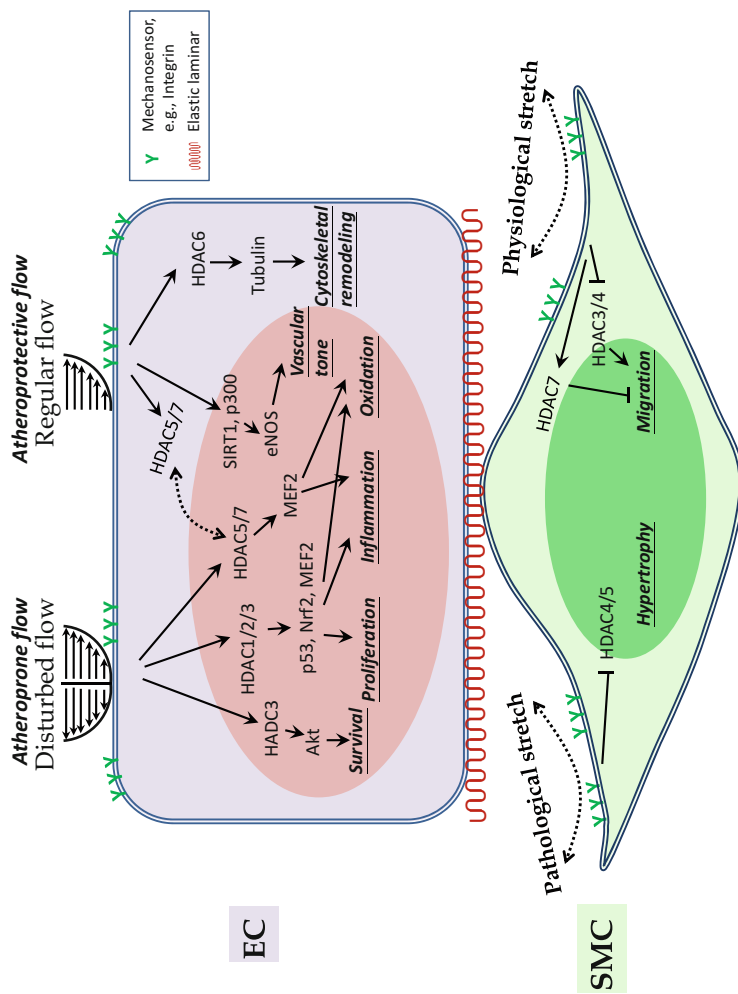 Atheroprone flow
Disturbed flow
Atheroprotective flow
Regular flow
Mechanosensor,
e.g., Integrin
Elastic laminar
EC
HADC3
Akt
Survival
HDAC1/2/3
p53, Nrf2, MEF2
Proliferation
HDAC5/7
MEF2
Inflammation
HDAC5/7
SIRT1, p300
eNOS
Vascular
tone
Oxidation
HDAC6
Tubulin
Cytoskeletal
remodeling
SMC
Pathological stretch
Physiological stretch
HDAC4/5
Hypertrophy
HDAC7
HDAC3/4
Migration